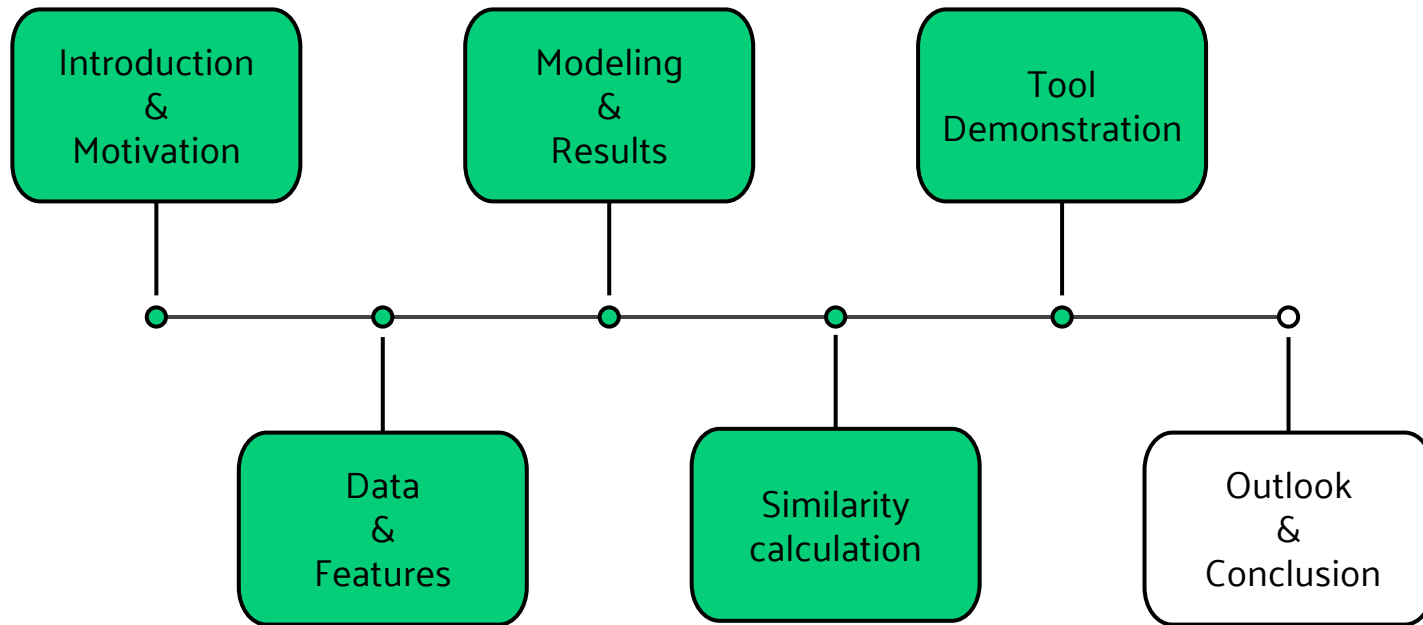 Introduction
&
Motivation
Modeling
&
Results
Tool
Demonstration
Data
&
Features
Similarity
calculation
Outlook
&
Conclusion